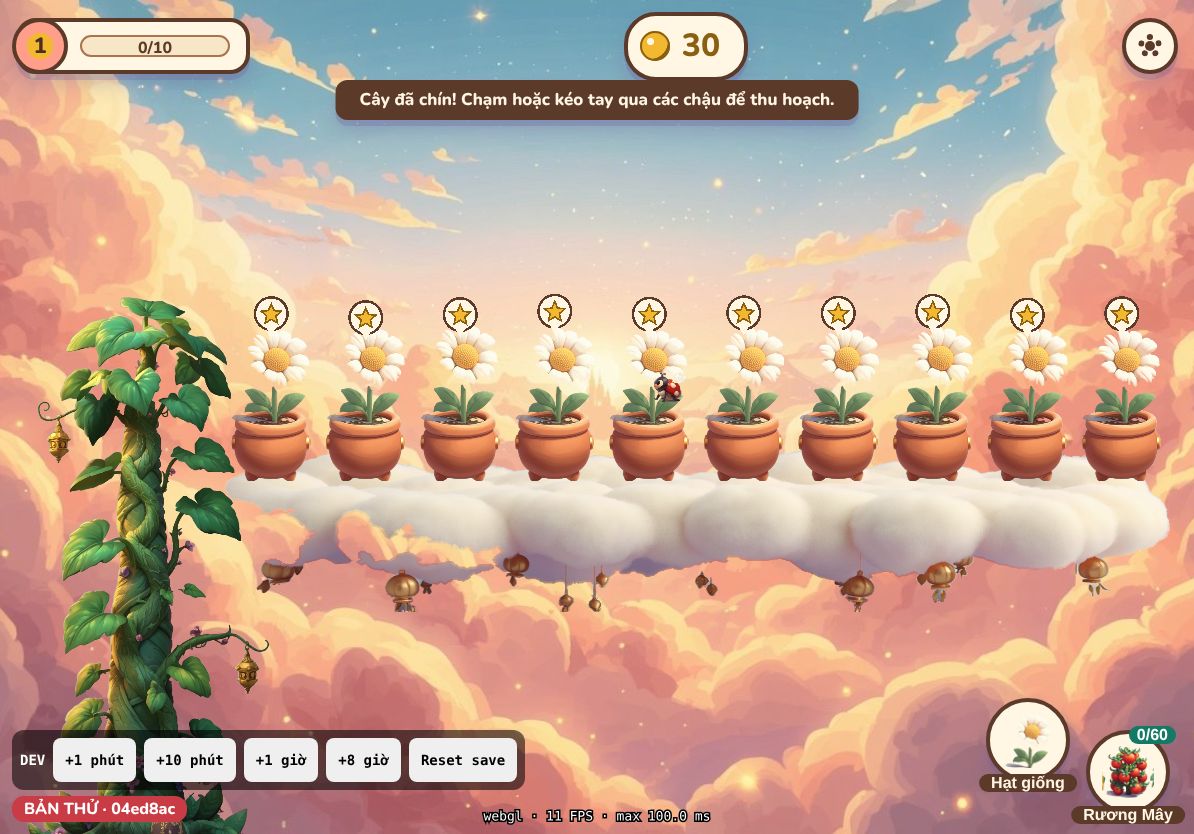 1
0/10
30
Cây đã chín! Chạm hoặc kéo tay qua các chậu để thu hoạch.
DEV
+1 phút
+10 phút
+1 giờ
+8 giờ
Reset save
BẢN THỬ · 04ed8ac
webgl · 11 FPS · max 100.0 ms
Hạt giống
0/60
Rương Mây